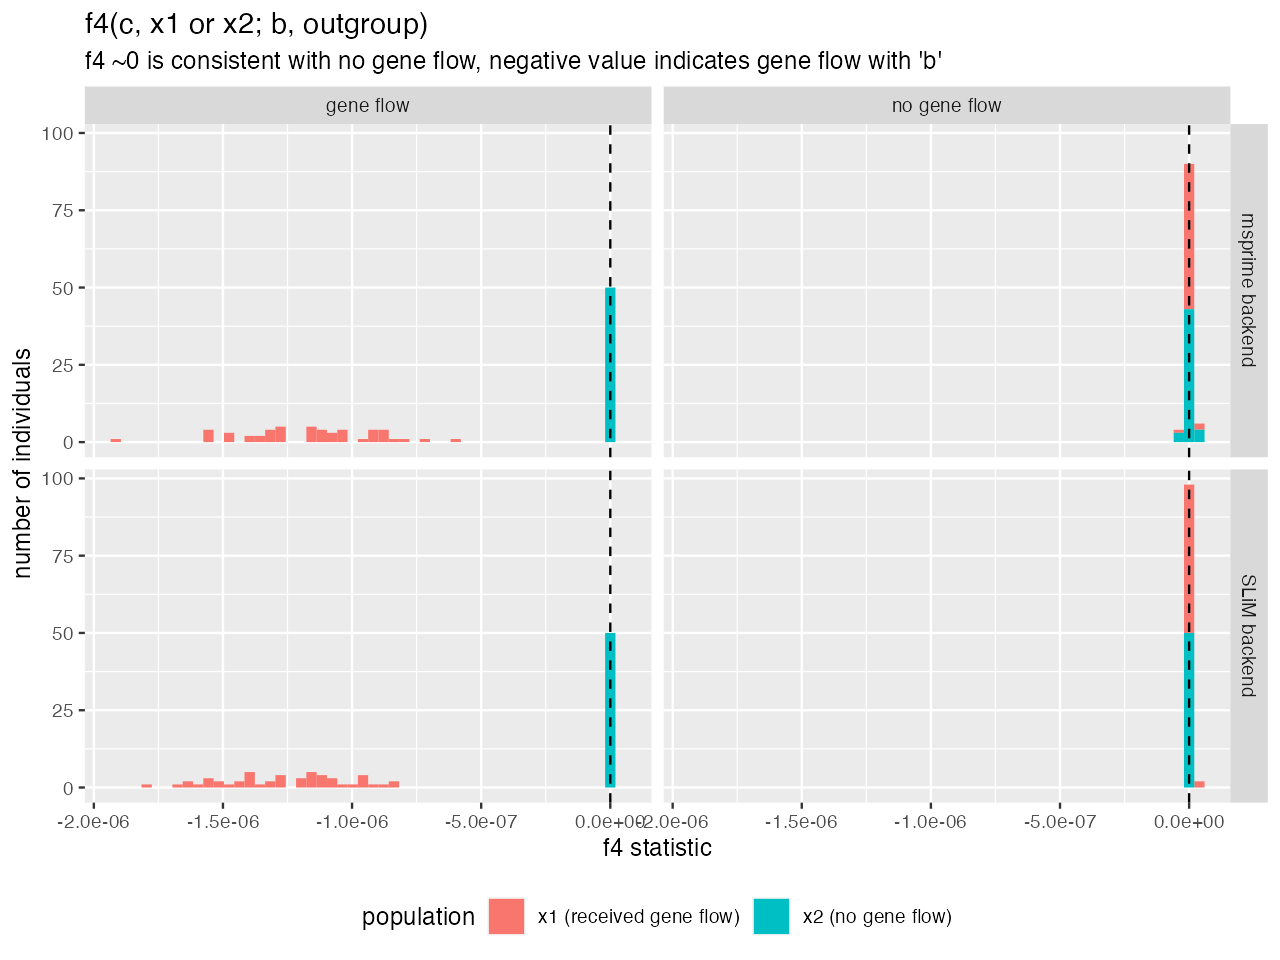 f4(c, x1 or x2; b, outgroup)
f4 ~0 is consistent with no gene flow, negative value indicates gene flow with 'b'
gene flow
no gene flow
number of individuals
100
75
50
25
0
msprime backend
100
75
50
25
0
SLiM backend
-2.0e-06
-1.5e-06
-1.0e-06
-5.0e-07
0.0e+00
-2.0e-06
-1.5e-06
-1.0e-06
-5.0e-07
0.0e+00
f4 statistic
population
x1 (received gene flow)
x2 (no gene flow)